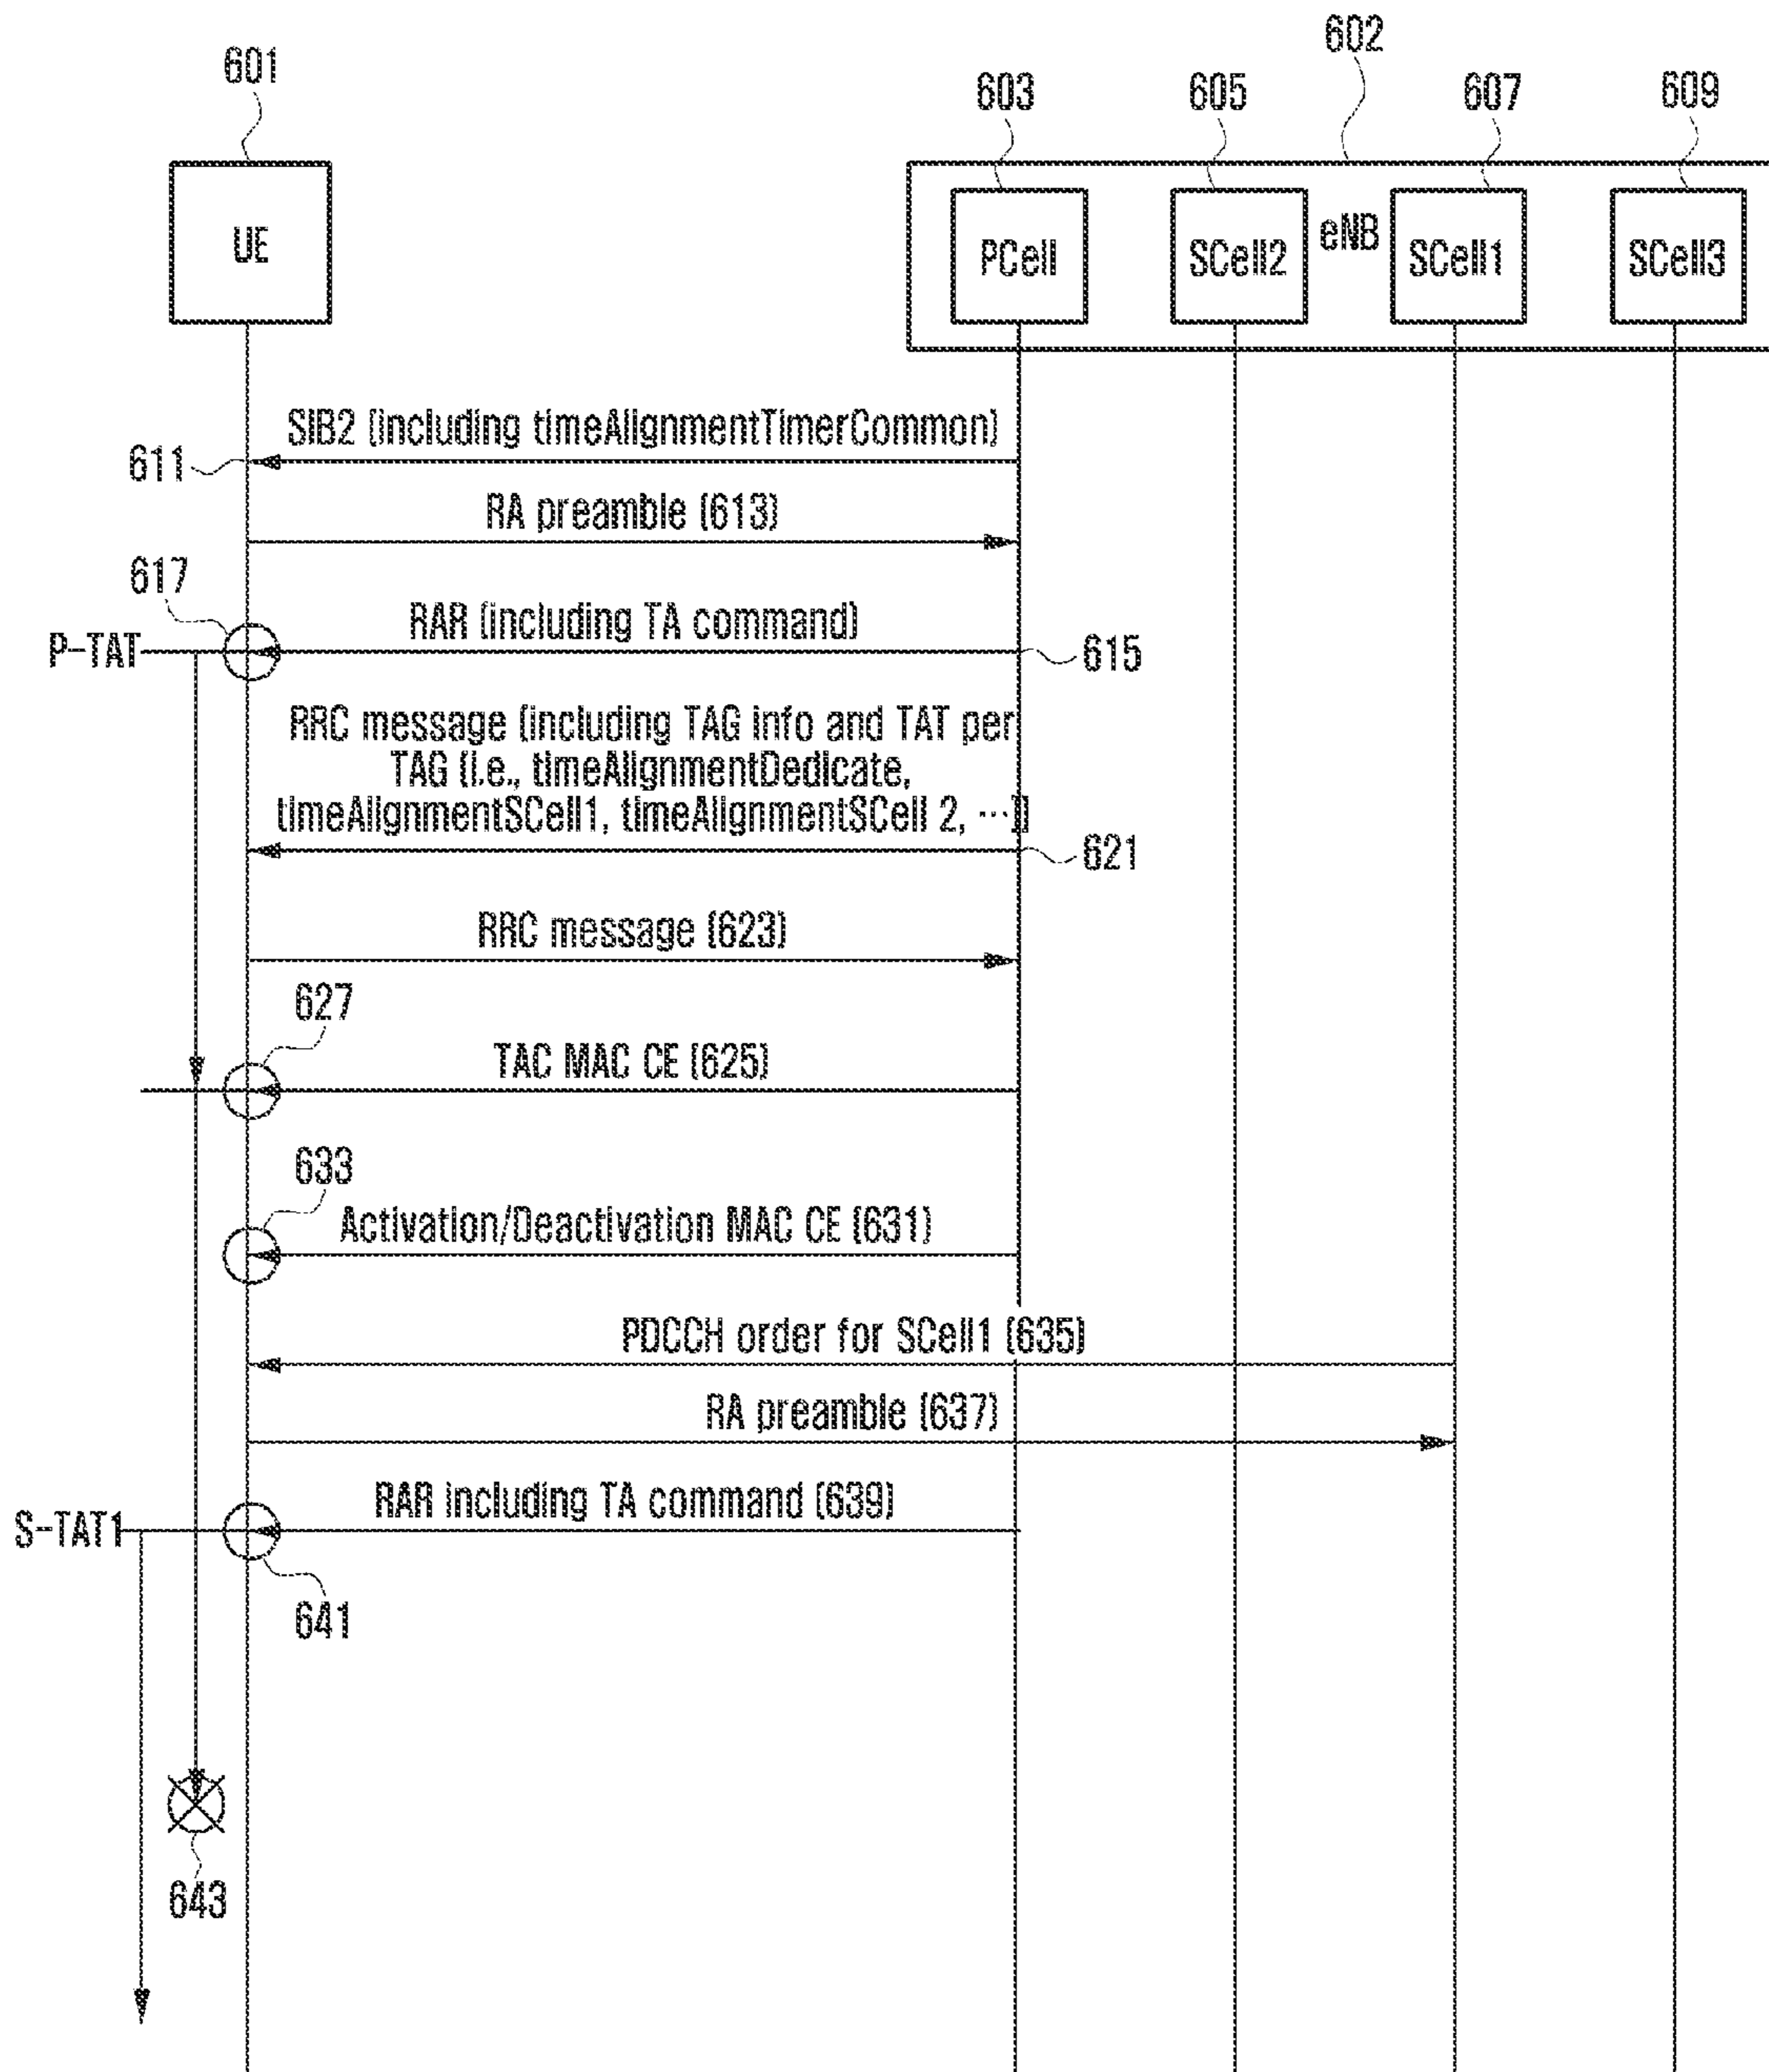 602
601
603
605
607
609
UE
eNB
PCell
SCell2
SCell1
SCell3
SIB2 (including timeAlignmentTimerCommon)
611
RA preamble (613)
617
RAR (including TA command)
P-TAT
615
RRC message (including TAG info and TAT per
TAG (i.e., timeAlignmentDedicate,
timeAlignmentSCell1, timeAlignmentSCell 2, ···))
621
RRC message (623)
627
TAC MAC CE (625)
633
Activation/Deactivation MAC CE (631)
PDCCH order for SCell1 (635)
RA preamble (637)
RAR including TA command (639)
S-TAT1
641
643